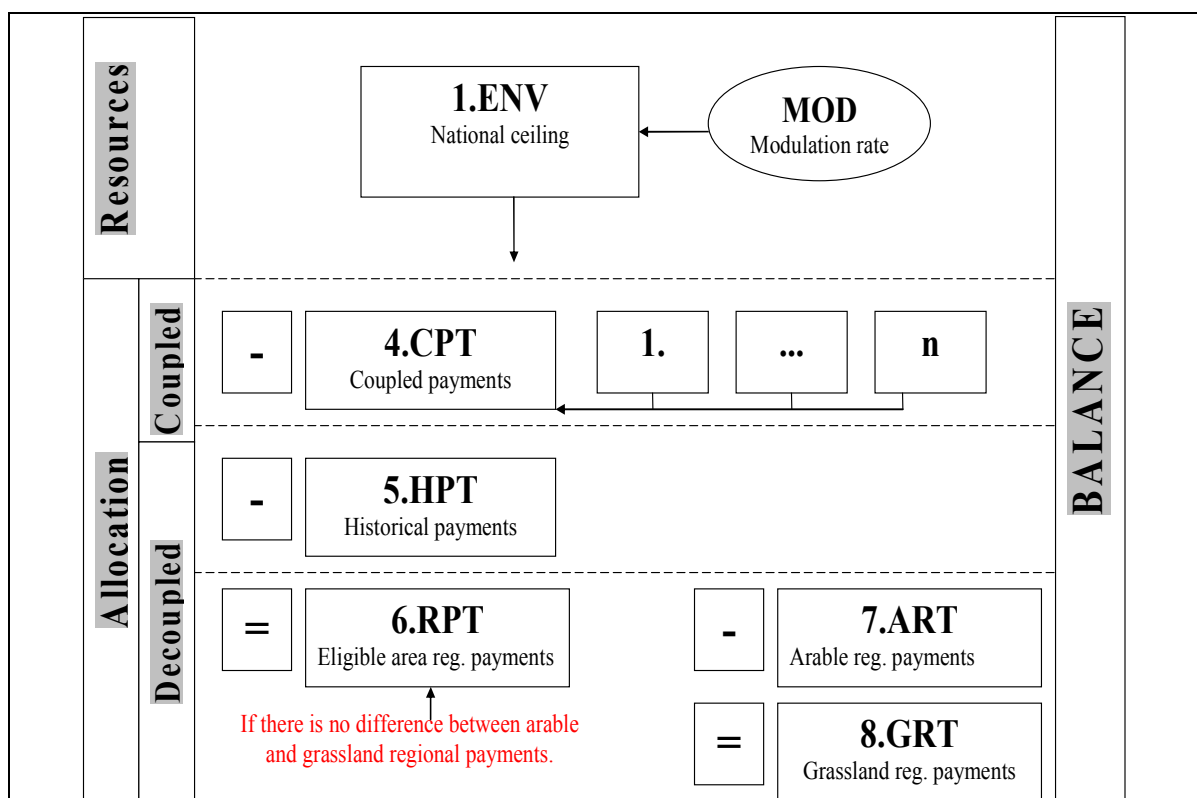 Resources
1.ENV
National ceiling
MOD
Modulation rate
BALANCE
Allocation
Coupled
-
4.CPT
Coupled payments
1.
...
n
Decoupled
-
5.HPT
Historical payments
=
6.RPT
Eligible area reg. payments
-
7.ART
Arable reg. payments
If there is no difference between arable
and grassland regional payments.
=
8.GRT
Grassland reg. payments